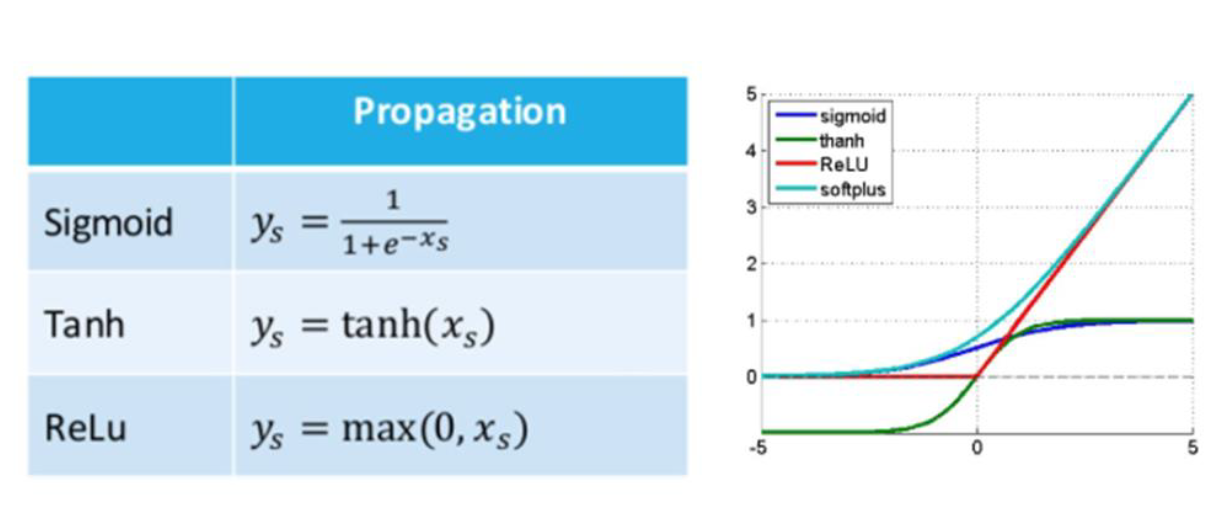 Propagation
Sigmoid yₛ = 1/(1+e^(-xₛ))
Tanh yₛ = tanh(xₛ)
ReLu yₛ = max(0, xₛ)
5
4
3
2
1
0
-5
0
5
sigmoid
thanh
ReLU
softplus